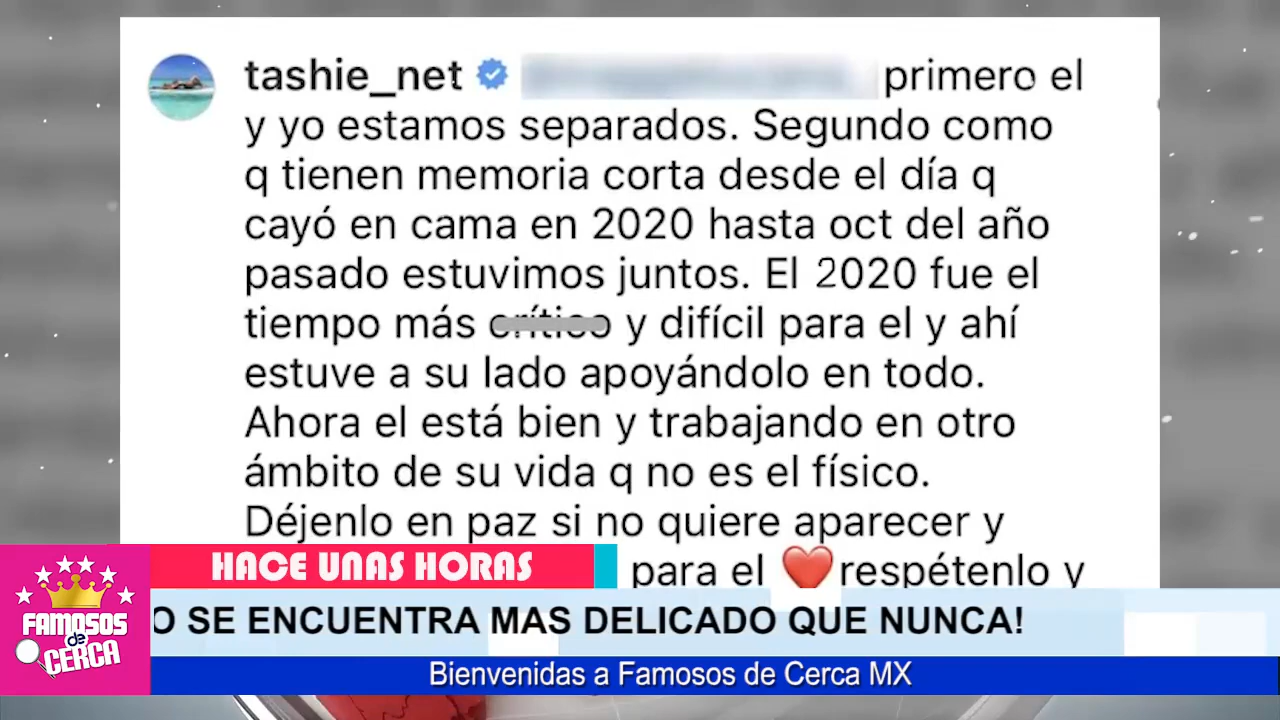 tashie_net primero el
y yo estamos separados. Segundo como
q tienen memoria corta desde el día q
cayó en cama en 2020 hasta oct del año
pasado estuvimos juntos. El 2020 fue el
tiempo más crítico y difícil para el y ahí
estuve a su lado apoyándolo en todo.
Ahora el está bien y trabajando en otro
ámbito de su vida q no es el físico.
Déjenlo en paz si no quiere aparecer y
para el ❤️ respétenlo y
HACE UNAS HORAS
O SE ENCUENTRA MAS DELICADO QUE NUNCA!
FAMOSOS
de
CERCA
Bienvenidas a Famosos de Cerca MX